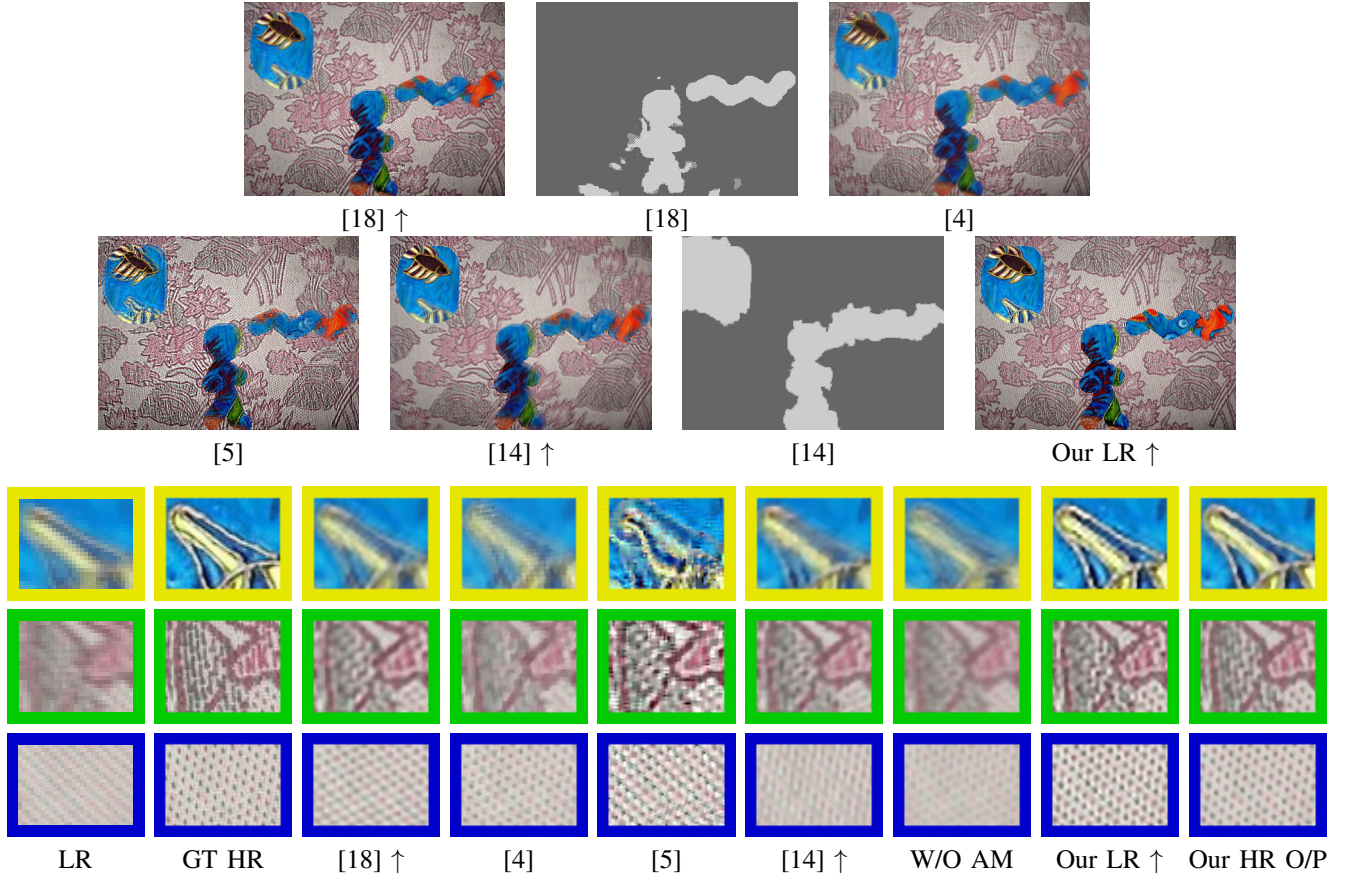 [18] ↑ [18] [4]
[5] [14] ↑ [14] Our LR ↑
LR GT HR [18] ↑ [4] [5] [14] ↑ W/O AM Our LR ↑ Our HR O/P